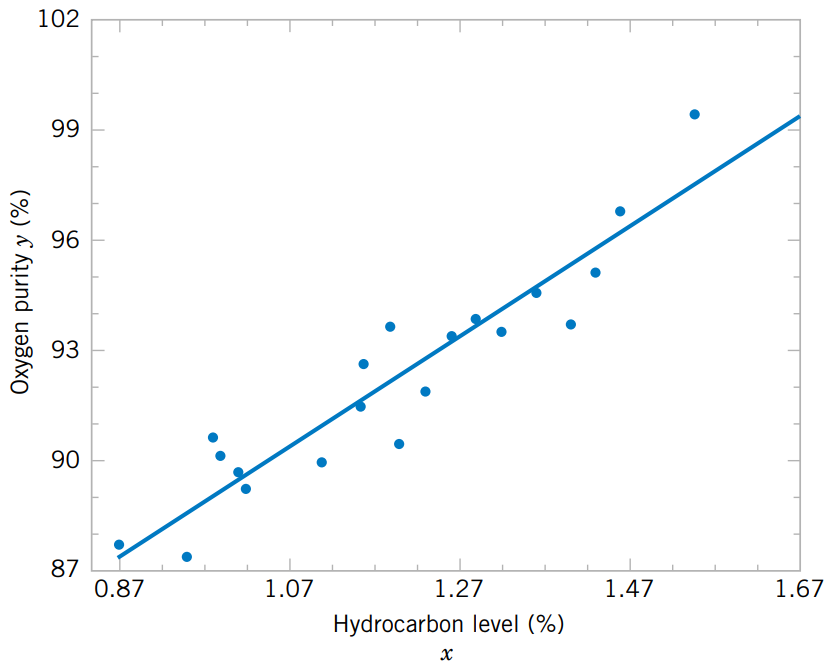 102
99
96
93
90
87
Oxygen purity y (%)
0.87 1.07 1.27 1.47 1.67
Hydrocarbon level (%)
x